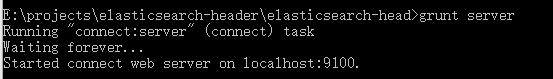 E:\projects\elasticsearch-header\elasticsearch-head>grunt server
Running "connect:server" (connect) task
Waiting forever...
Started connect web server on localhost:9100.